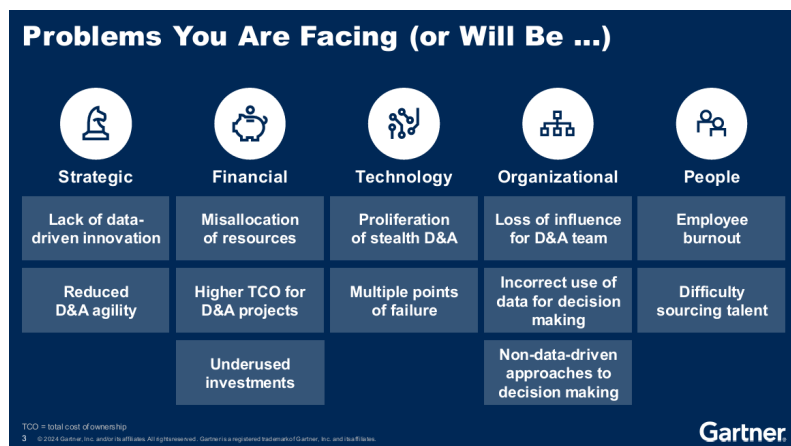 Problems You Are Facing (or Will Be ...)
Strategic
Lack of data-
driven innovation
Reduced
D&A agility
Financial
Misallocation
of resources
Higher TCO for
D&A projects
Underused
investments
Technology
Proliferation
of stealth D&A
Multiple points
of failure
Organizational
Loss of influence
for D&A team
Incorrect use of
data for decision
making
Non-data-driven
approaches to
decision making
People
Employee
burnout
Difficulty
sourcing talent
TCO = total cost of ownership
3 © 2024 Gartner, Inc. and/or its affiliates. All rights reserved. Gartner is a registered trademark of Gartner, Inc. and its affiliates.
Gartner.